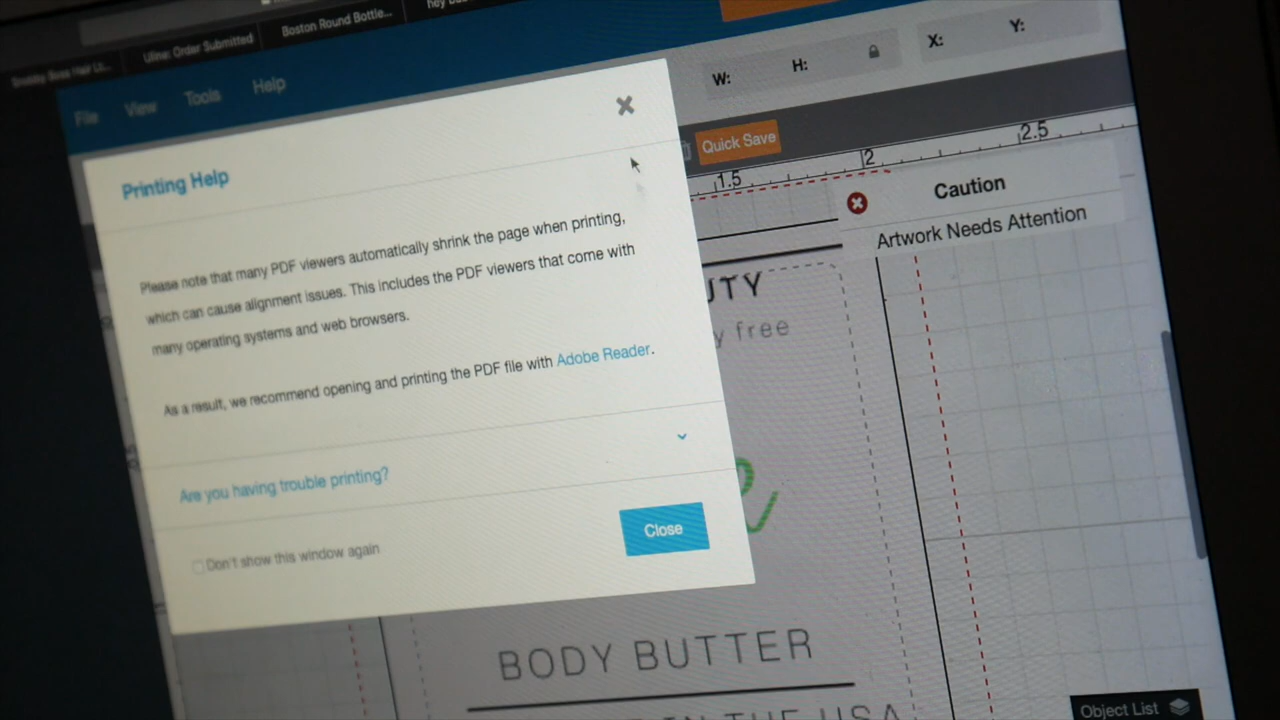 Uline: Order Submitted
Boston Round Bottle...
File View Tools Help
W: H: X: Y:
Quick Save
1.5 2 2.5
Caution
Artwork Needs Attention
Printing Help
Please note that many PDF viewers automatically shrink the page when printing,
which can cause alignment issues. This includes the PDF viewers that come with
many operating systems and web browsers.
As a result, we recommend opening and printing the PDF file with Adobe Reader.
Are you having trouble printing?
Don't show this window again
Close
UTY
y free
BODY BUTTER
IN THE USA
Object List